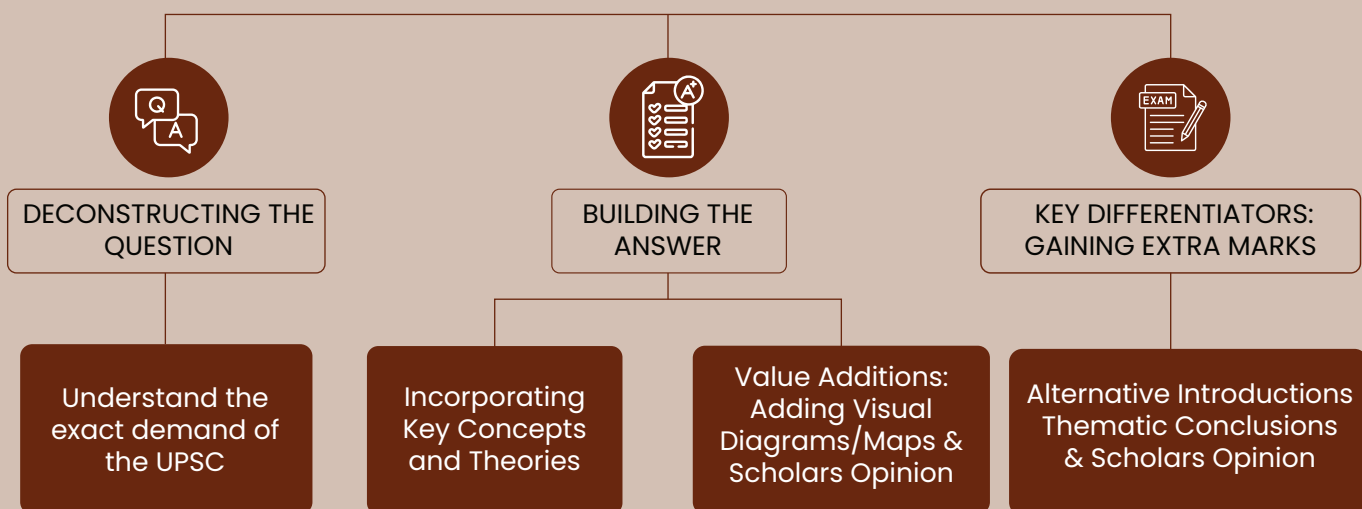 Q
A
DECONSTRUCTING THE
QUESTION
Understand the
exact demand of
the UPSC
A+
BUILDING THE
ANSWER
Incorporating
Key Concepts
and Theories
Value Additions:
Adding Visual
Diagrams/Maps &
Scholars Opinion
EXAM
KEY DIFFERENTIATORS:
GAINING EXTRA MARKS
Alternative Introductions
Thematic Conclusions
& Scholars Opinion